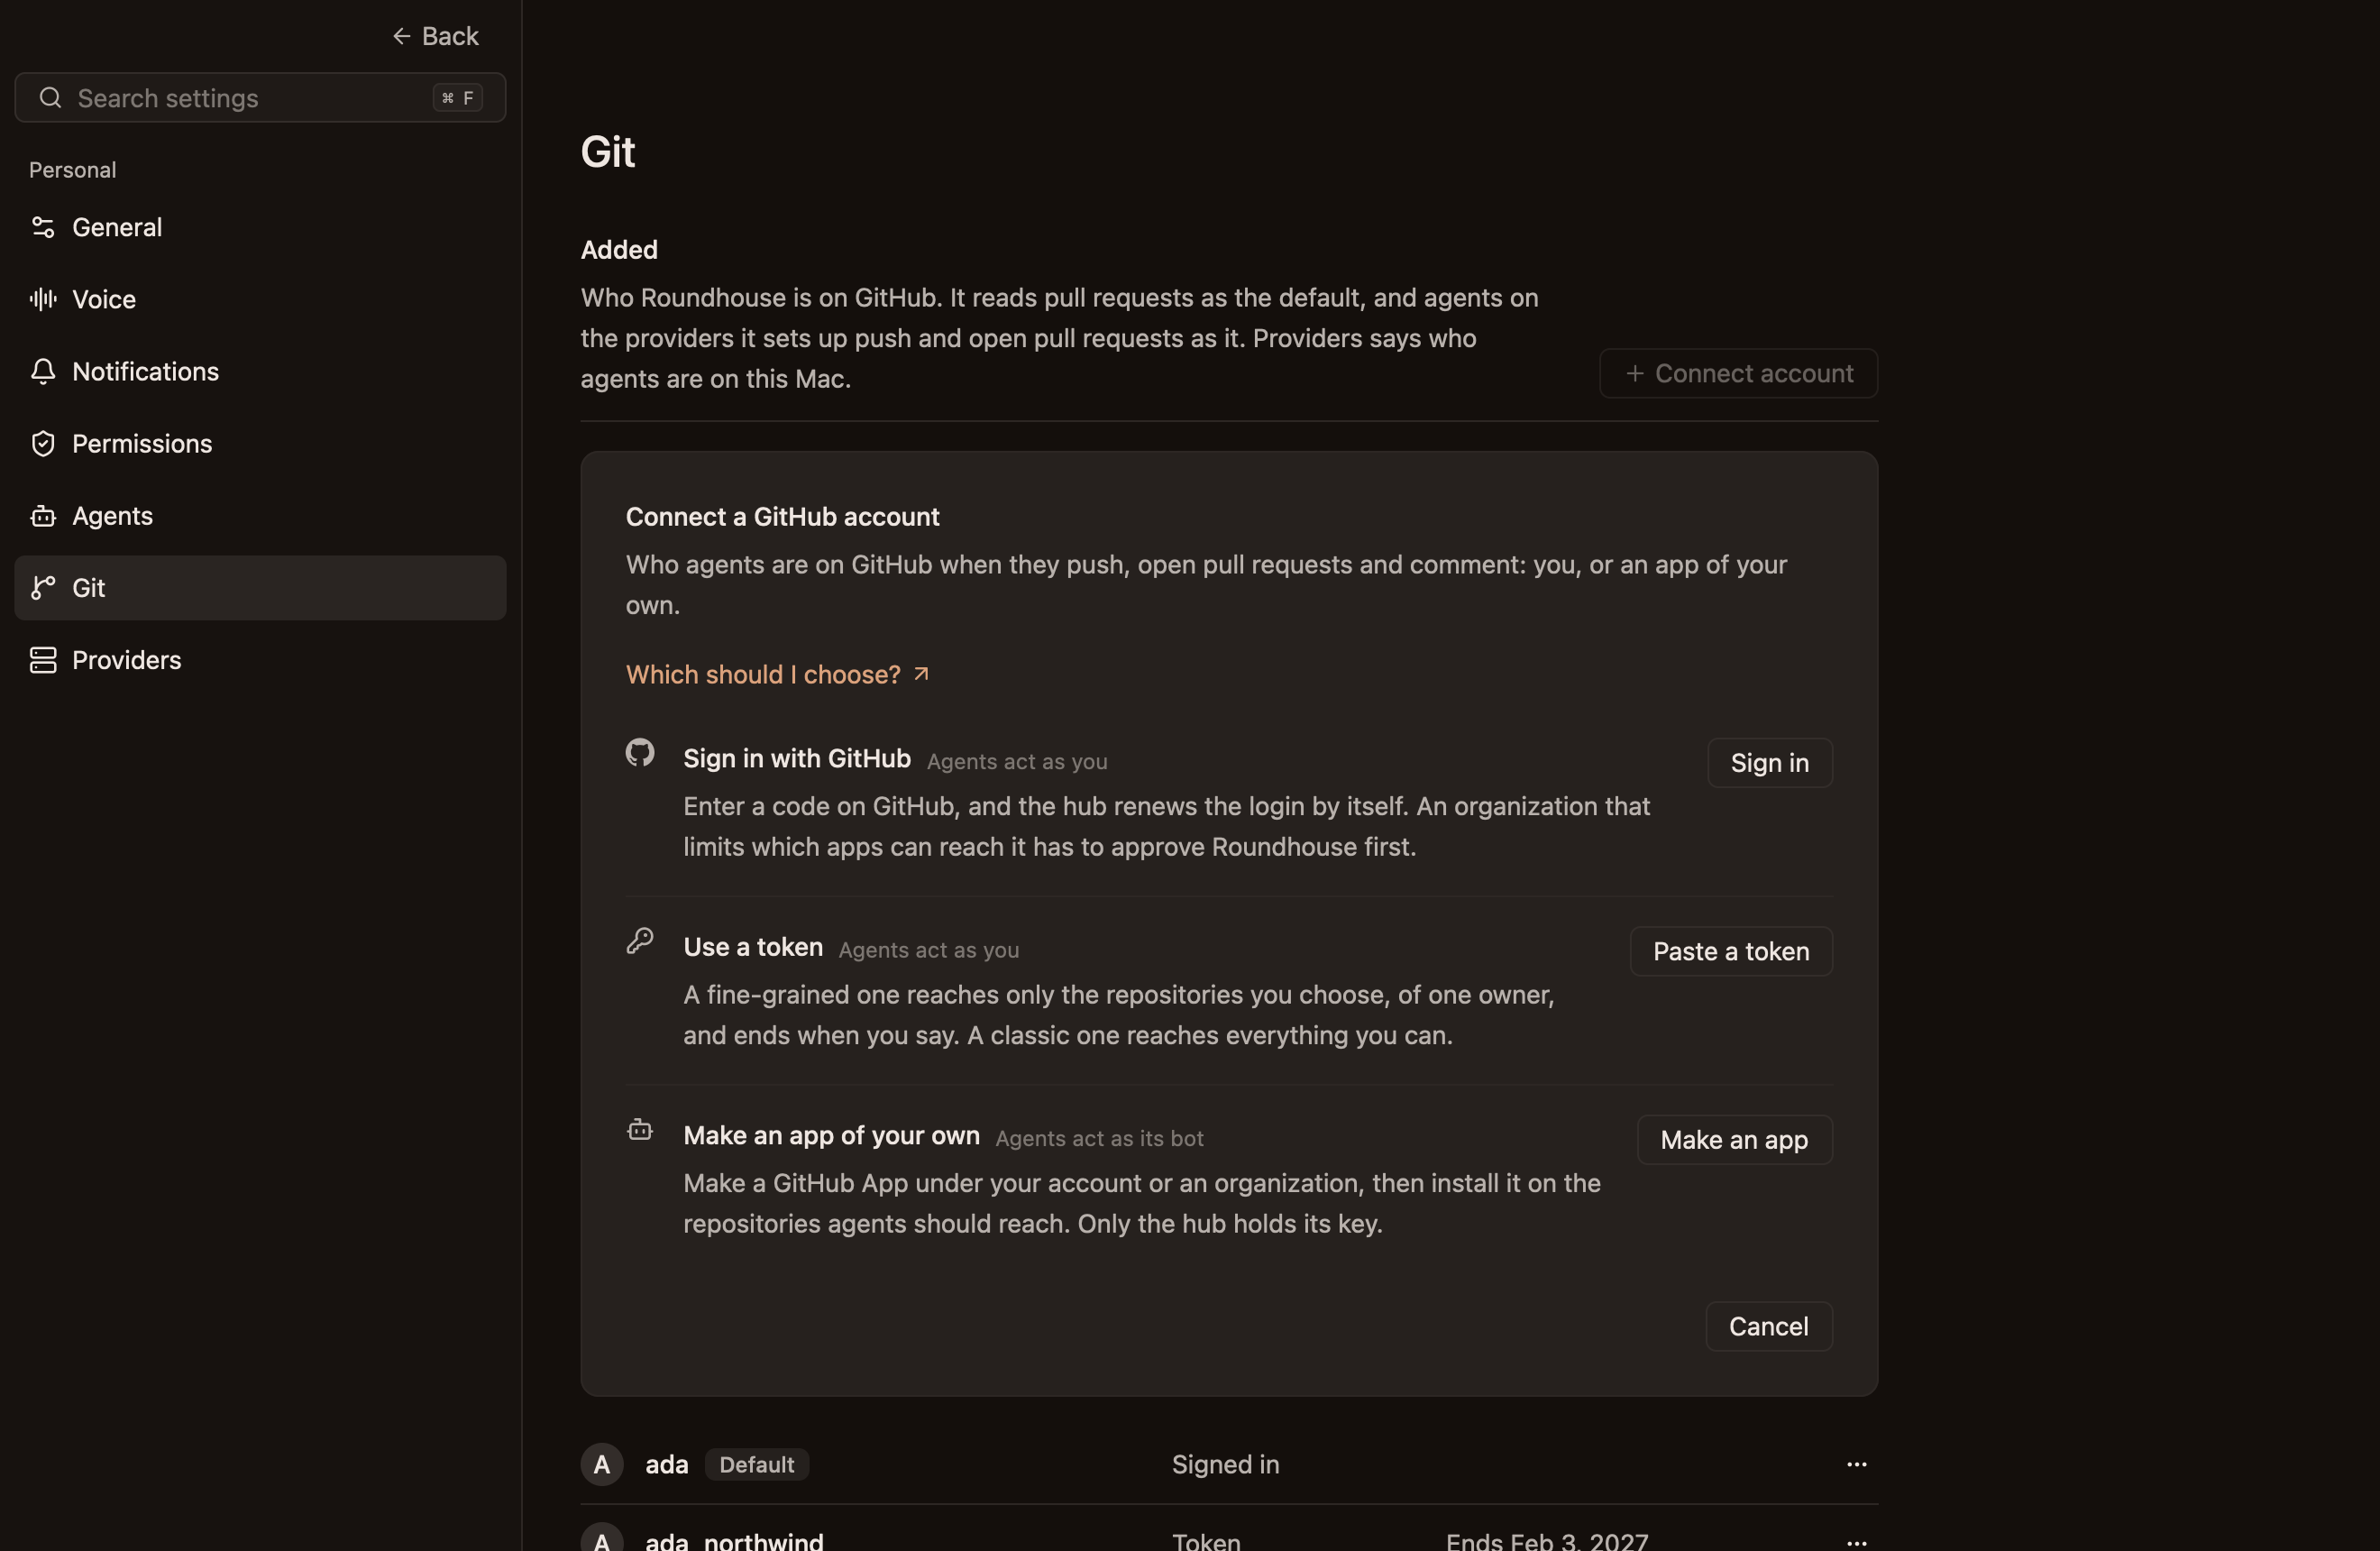 Back
Search settings
⌘ F
Personal
General
Voice
Notifications
Permissions
Agents
Git
Providers
Git
Added
Who Roundhouse is on GitHub. It reads pull requests as the default, and agents on
the providers it sets up push and open pull requests as it. Providers says who
agents are on this Mac.
+ Connect account
Connect a GitHub account
Who agents are on GitHub when they push, open pull requests and comment: you, or an app of your
own.
Which should I choose?
Sign in with GitHub Agents act as you
Sign in
Enter a code on GitHub, and the hub renews the login by itself. An organization that
limits which apps can reach it has to approve Roundhouse first.
Use a token Agents act as you
Paste a token
A fine-grained one reaches only the repositories you choose, of one owner,
and ends when you say. A classic one reaches everything you can.
Make an app of your own Agents act as its bot
Make an app
Make a GitHub App under your account or an organization, then install it on the
repositories agents should reach. Only the hub holds its key.
Cancel
A ada Default Signed in
A ada northwind Token Ends Feb 3, 2027